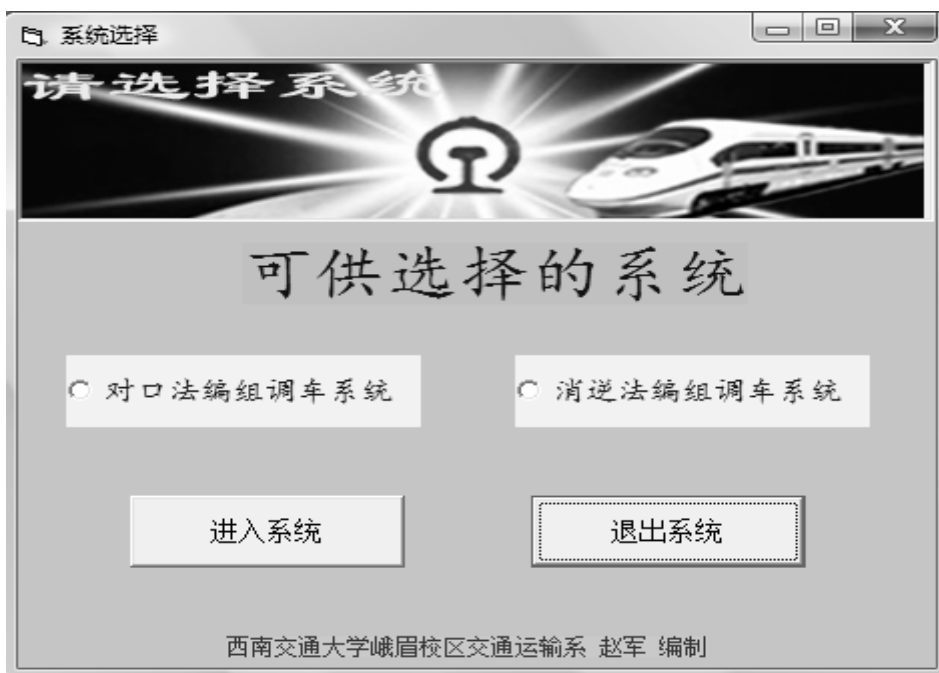 系统选择
请选择系统
可供选择的系统
对口法编组调车系统
消逆法编组调车系统
进入系统
退出系统
西南交通大学峨眉校区交通运输系 赵军 编制